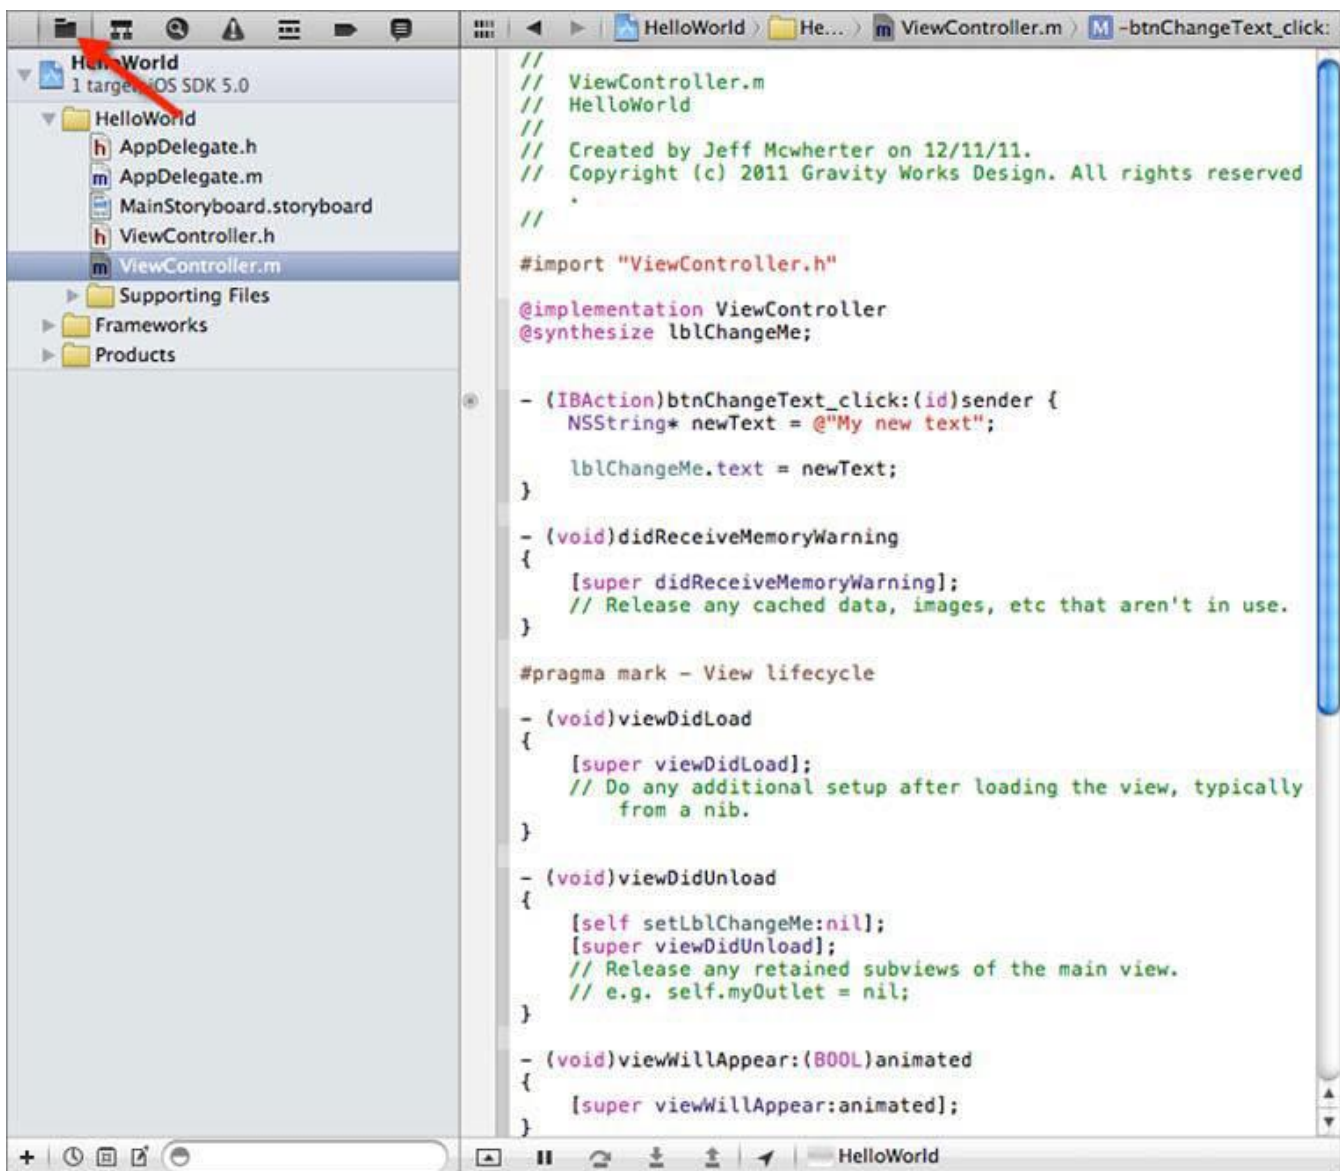 HelloWorld
1 target, iOS SDK 5.0
HelloWorld
AppDelegate.h
AppDelegate.m
MainStoryboard.storyboard
ViewController.h
ViewController.m
Supporting Files
Frameworks
Products
HelloWorld He... ViewController.m M -btnChangeText_click:
//
//  ViewController.m
//  HelloWorld
//
//  Created by Jeff Mcwherter on 12/11/11.
//  Copyright (c) 2011 Gravity Works Design. All rights reserved
.
//
#import "ViewController.h"
@implementation ViewController
@synthesize lblChangeMe;
- (IBAction)btnChangeText_click:(id)sender {
NSString* newText = @"My new text";
lblChangeMe.text = newText;
}
- (void)didReceiveMemoryWarning
{
[super didReceiveMemoryWarning];
// Release any cached data, images, etc that aren't in use.
}
#pragma mark - View lifecycle
- (void)viewDidLoad
{
[super viewDidLoad];
// Do any additional setup after loading the view, typically
from a nib.
}
- (void)viewDidUnload
{
[self setLblChangeMe:nil];
[super viewDidUnload];
// Release any retained subviews of the main view.
// e.g. self.myOutlet = nil;
}
- (void)viewWillAppear:(BOOL)animated
{
[super viewWillAppear:animated];
}
HelloWorld